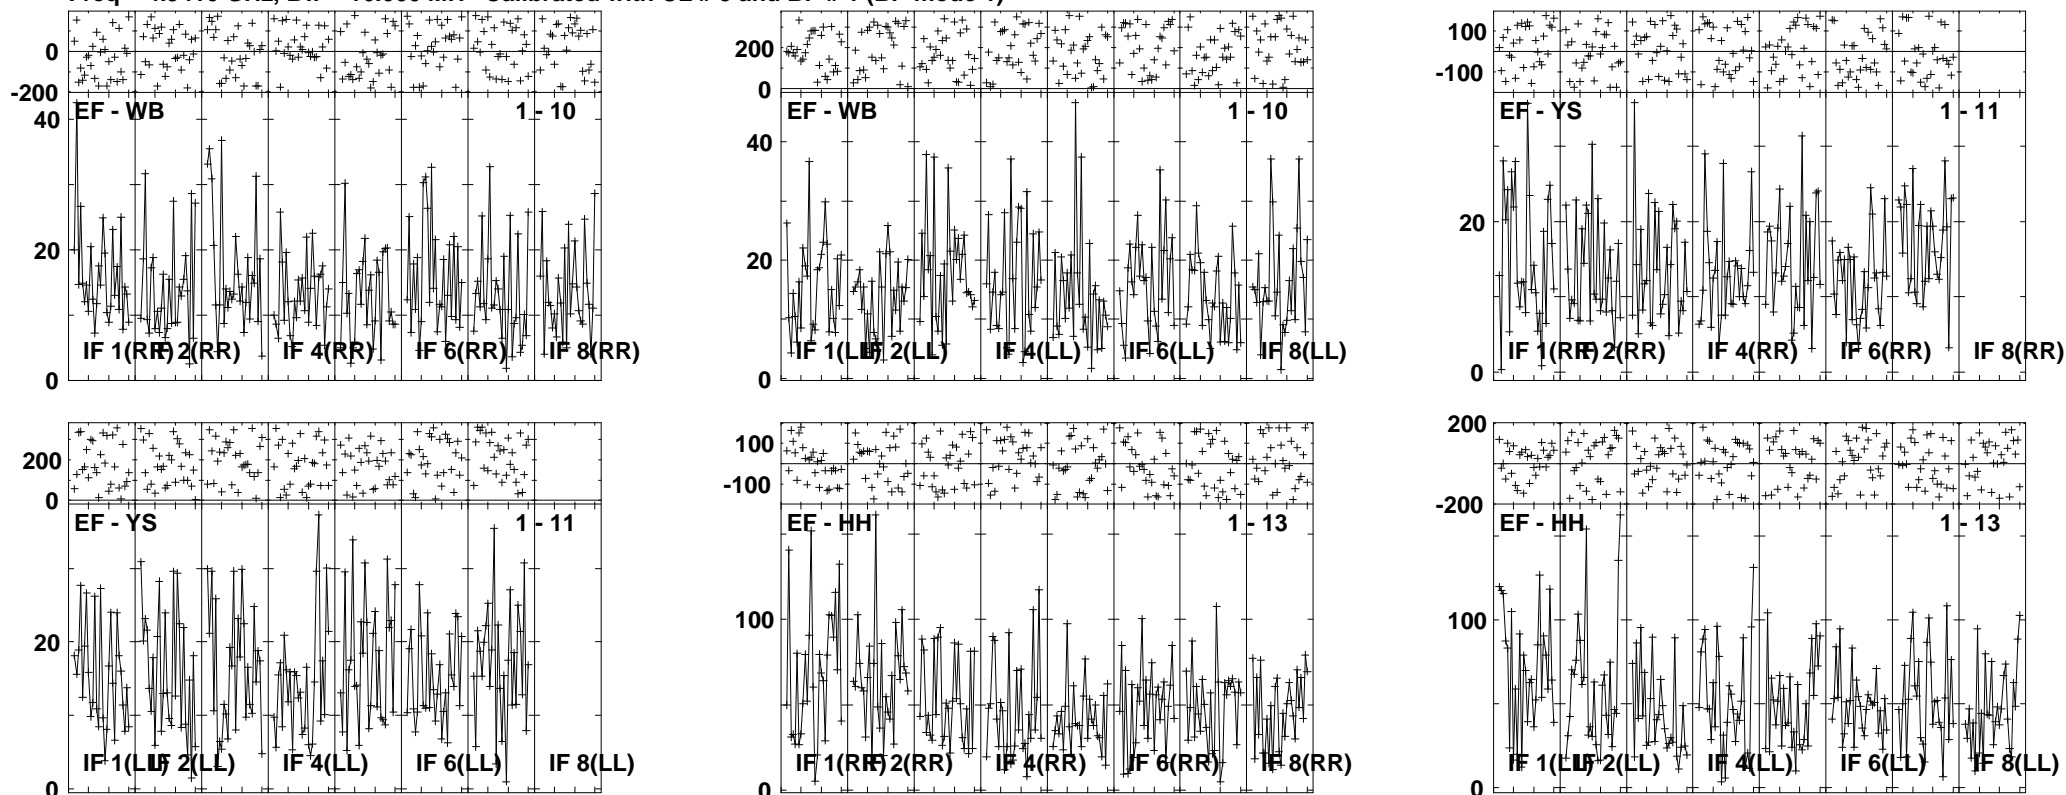 0
-200
EF - WB 1 - 10
40
20
IF 1(RR) IF 2(RR) IF 4(RR) IF 6(RR) IF 8(RR)
0
200
0
EF - WB 1 - 10
40
20
IF 1(LL) IF 2(LL) IF 4(LL) IF 6(LL) IF 8(LL)
0
100
-100
EF - YS 1 - 11
20
IF 1(RR) IF 2(RR) IF 4(RR) IF 6(RR) IF 8(RR)
0
200
0
EF - YS 1 - 11
20
IF 1(LL) IF 2(LL) IF 4(LL) IF 6(LL) IF 8(LL)
0
100
-100
EF - HH 1 - 13
100
IF 1(RR) IF 2(RR) IF 4(RR) IF 6(RR) IF 8(RR)
0
200
-200
EF - HH 1 - 13
100
IF 1(LL) IF 2(LL) IF 4(LL) IF 6(LL) IF 8(LL)
0